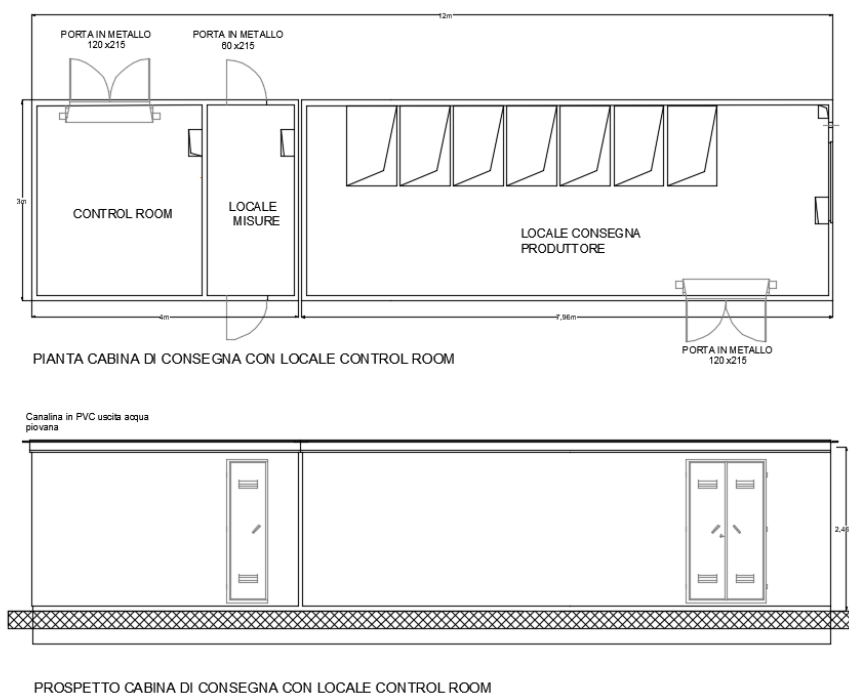 12m
PORTA IN METALLO
120 x215
PORTA IN METALLO
60 x215
3m
CONTROL ROOM
LOCALE
MISURE
LOCALE CONSEGNA
PRODUTTORE
4m
7,96m
PORTA IN METALLO
120 x215
PIANTA CABINA DI CONSEGNA CON LOCALE CONTROL ROOM
Canalina in PVC uscita acqua
piovana
PROSPETTO CABINA DI CONSEGNA CON LOCALE CONTROL ROOM